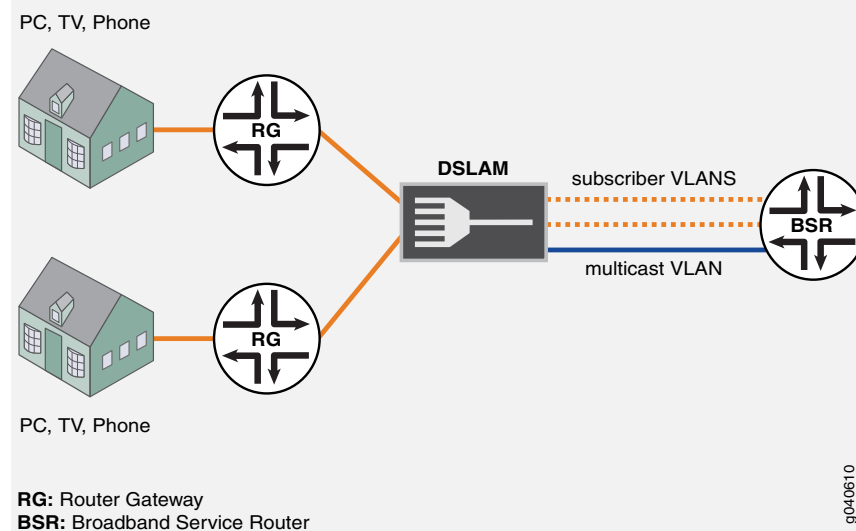 PC, TV, Phone
RG
DSLAM
subscriber VLANS
BSR
multicast VLAN
RG
PC, TV, Phone
RG: Router Gateway
BSR: Broadband Service Router
g040610